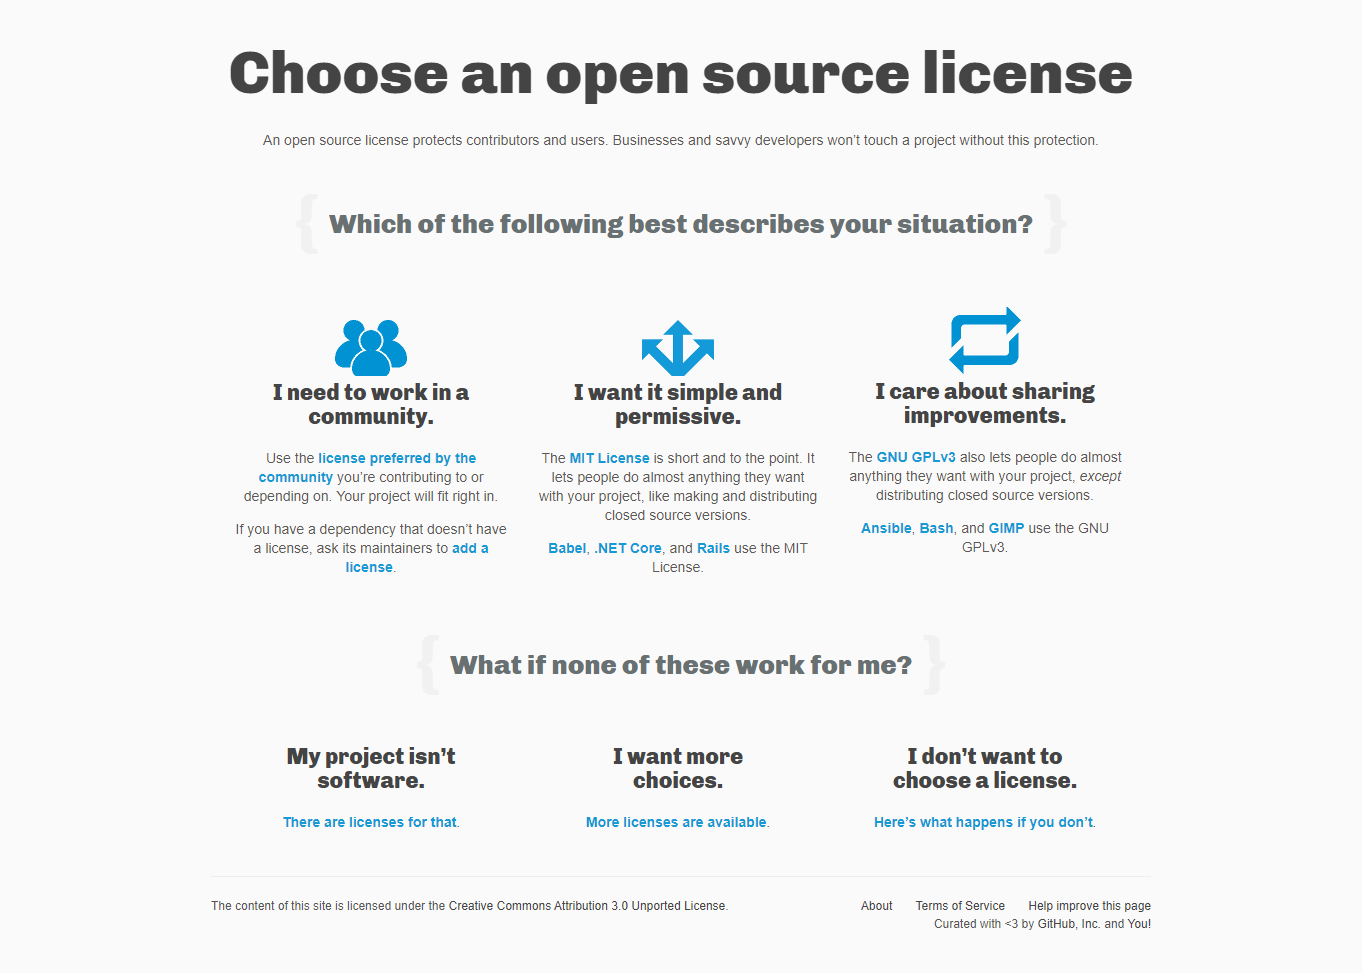 Choose an open source license
An open source license protects contributors and users. Businesses and savvy developers won’t touch a project without this protection.
{ Which of the following best describes your situation? }
I need to work in a
community.
Use the license preferred by the
community you’re contributing to or
depending on. Your project will fit right in.
If you have a dependency that doesn’t have
a license, ask its maintainers to add a
license.
I want it simple and
permissive.
The MIT License is short and to the point. It
lets people do almost anything they want
with your project, like making and distributing
closed source versions.
Babel, .NET Core, and Rails use the MIT
License.
I care about sharing
improvements.
The GNU GPLv3 also lets people do almost
anything they want with your project, except
distributing closed source versions.
Ansible, Bash, and GIMP use the GNU
GPLv3.
{ What if none of these work for me? }
My project isn’t
software.
There are licenses for that.
I want more
choices.
More licenses are available.
I don’t want to
choose a license.
Here’s what happens if you don’t.
The content of this site is licensed under the Creative Commons Attribution 3.0 Unported License.
About Terms of Service Help improve this page
Curated with <3 by GitHub, Inc. and You!